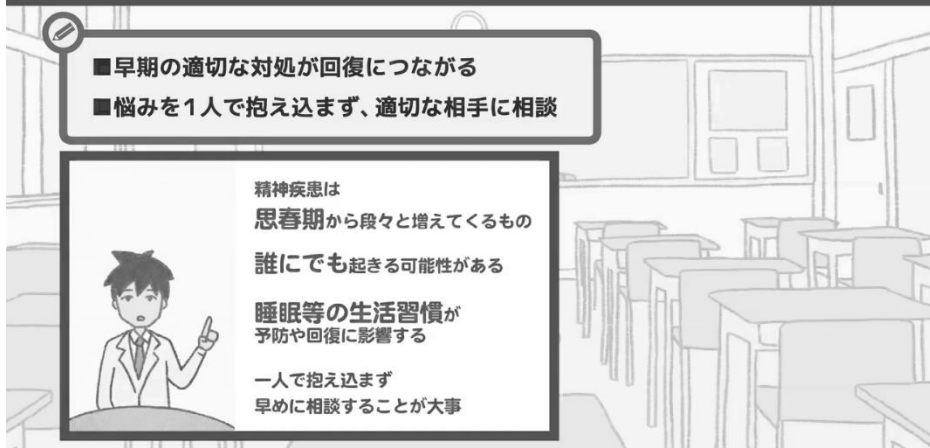 ■早期の適切な対処が回復につながる
■悩みを1人で抱え込まず、適切な相手に相談
精神疾患は
思春期から段々と増えてくるもの
誰にでも起きる可能性がある
睡眠等の生活習慣が
予防や回復に影響する
一人で抱え込まず
早めに相談することが大事